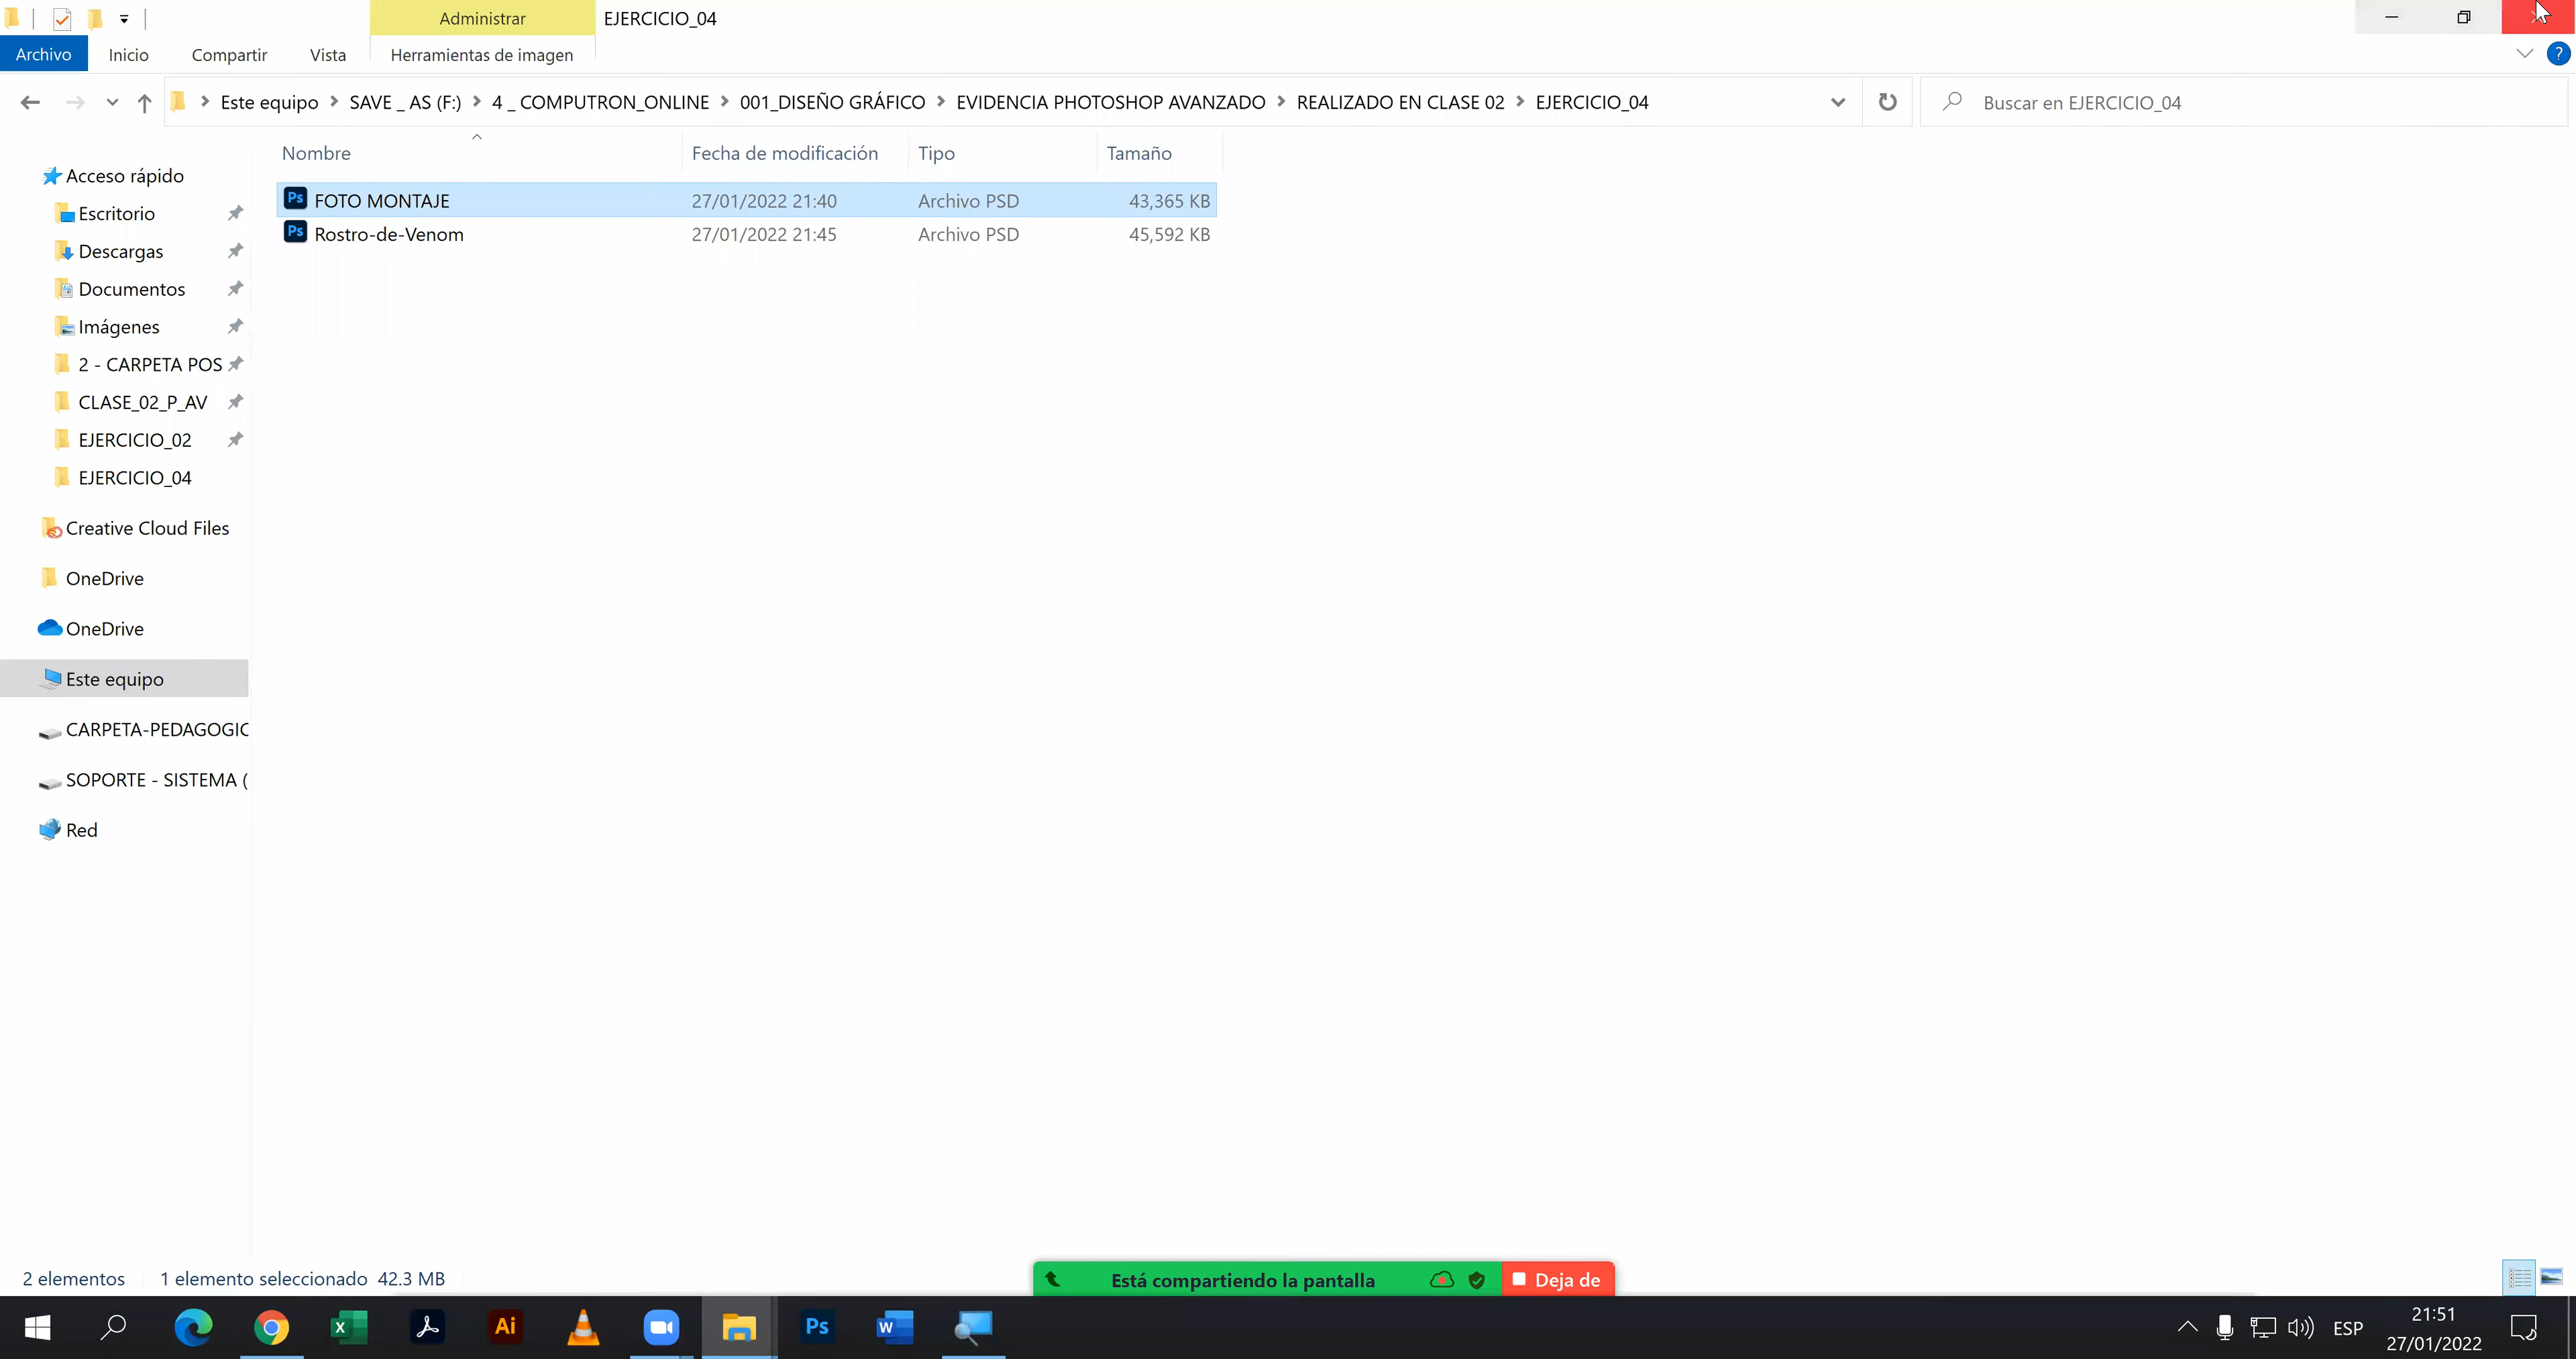 Administrar
EJERCICIO_04
Archivo
Inicio
Compartir
Vista
Herramientas de imagen
?
Este equipo > SAVE _ AS (F:) > 4 _ COMPUTRON_ONLINE > 001_DISEÑO GRÁFICO > EVIDENCIA PHOTOSHOP AVANZADO > REALIZADO EN CLASE 02 > EJERCICIO_04
Buscar en EJERCICIO_04
Nombre
Fecha de modificación
Tipo
Tamaño
Ps FOTO MONTAJE 27/01/2022 21:40 Archivo PSD 43,365 KB
Ps Rostro-de-Venom 27/01/2022 21:45 Archivo PSD 45,592 KB
Acceso rápido
Escritorio
Descargas
Documentos
Imágenes
2 - CARPETA POS
CLASE_02_P_AV
EJERCICIO_02
EJERCICIO_04
Creative Cloud Files
OneDrive
OneDrive
Este equipo
CARPETA-PEDAGOGIC
SOPORTE - SISTEMA (
Red
2 elementos
1 elemento seleccionado 42.3 MB
Está compartiendo la pantalla
Deja de
Ai
Ps
ESP
21:51
27/01/2022